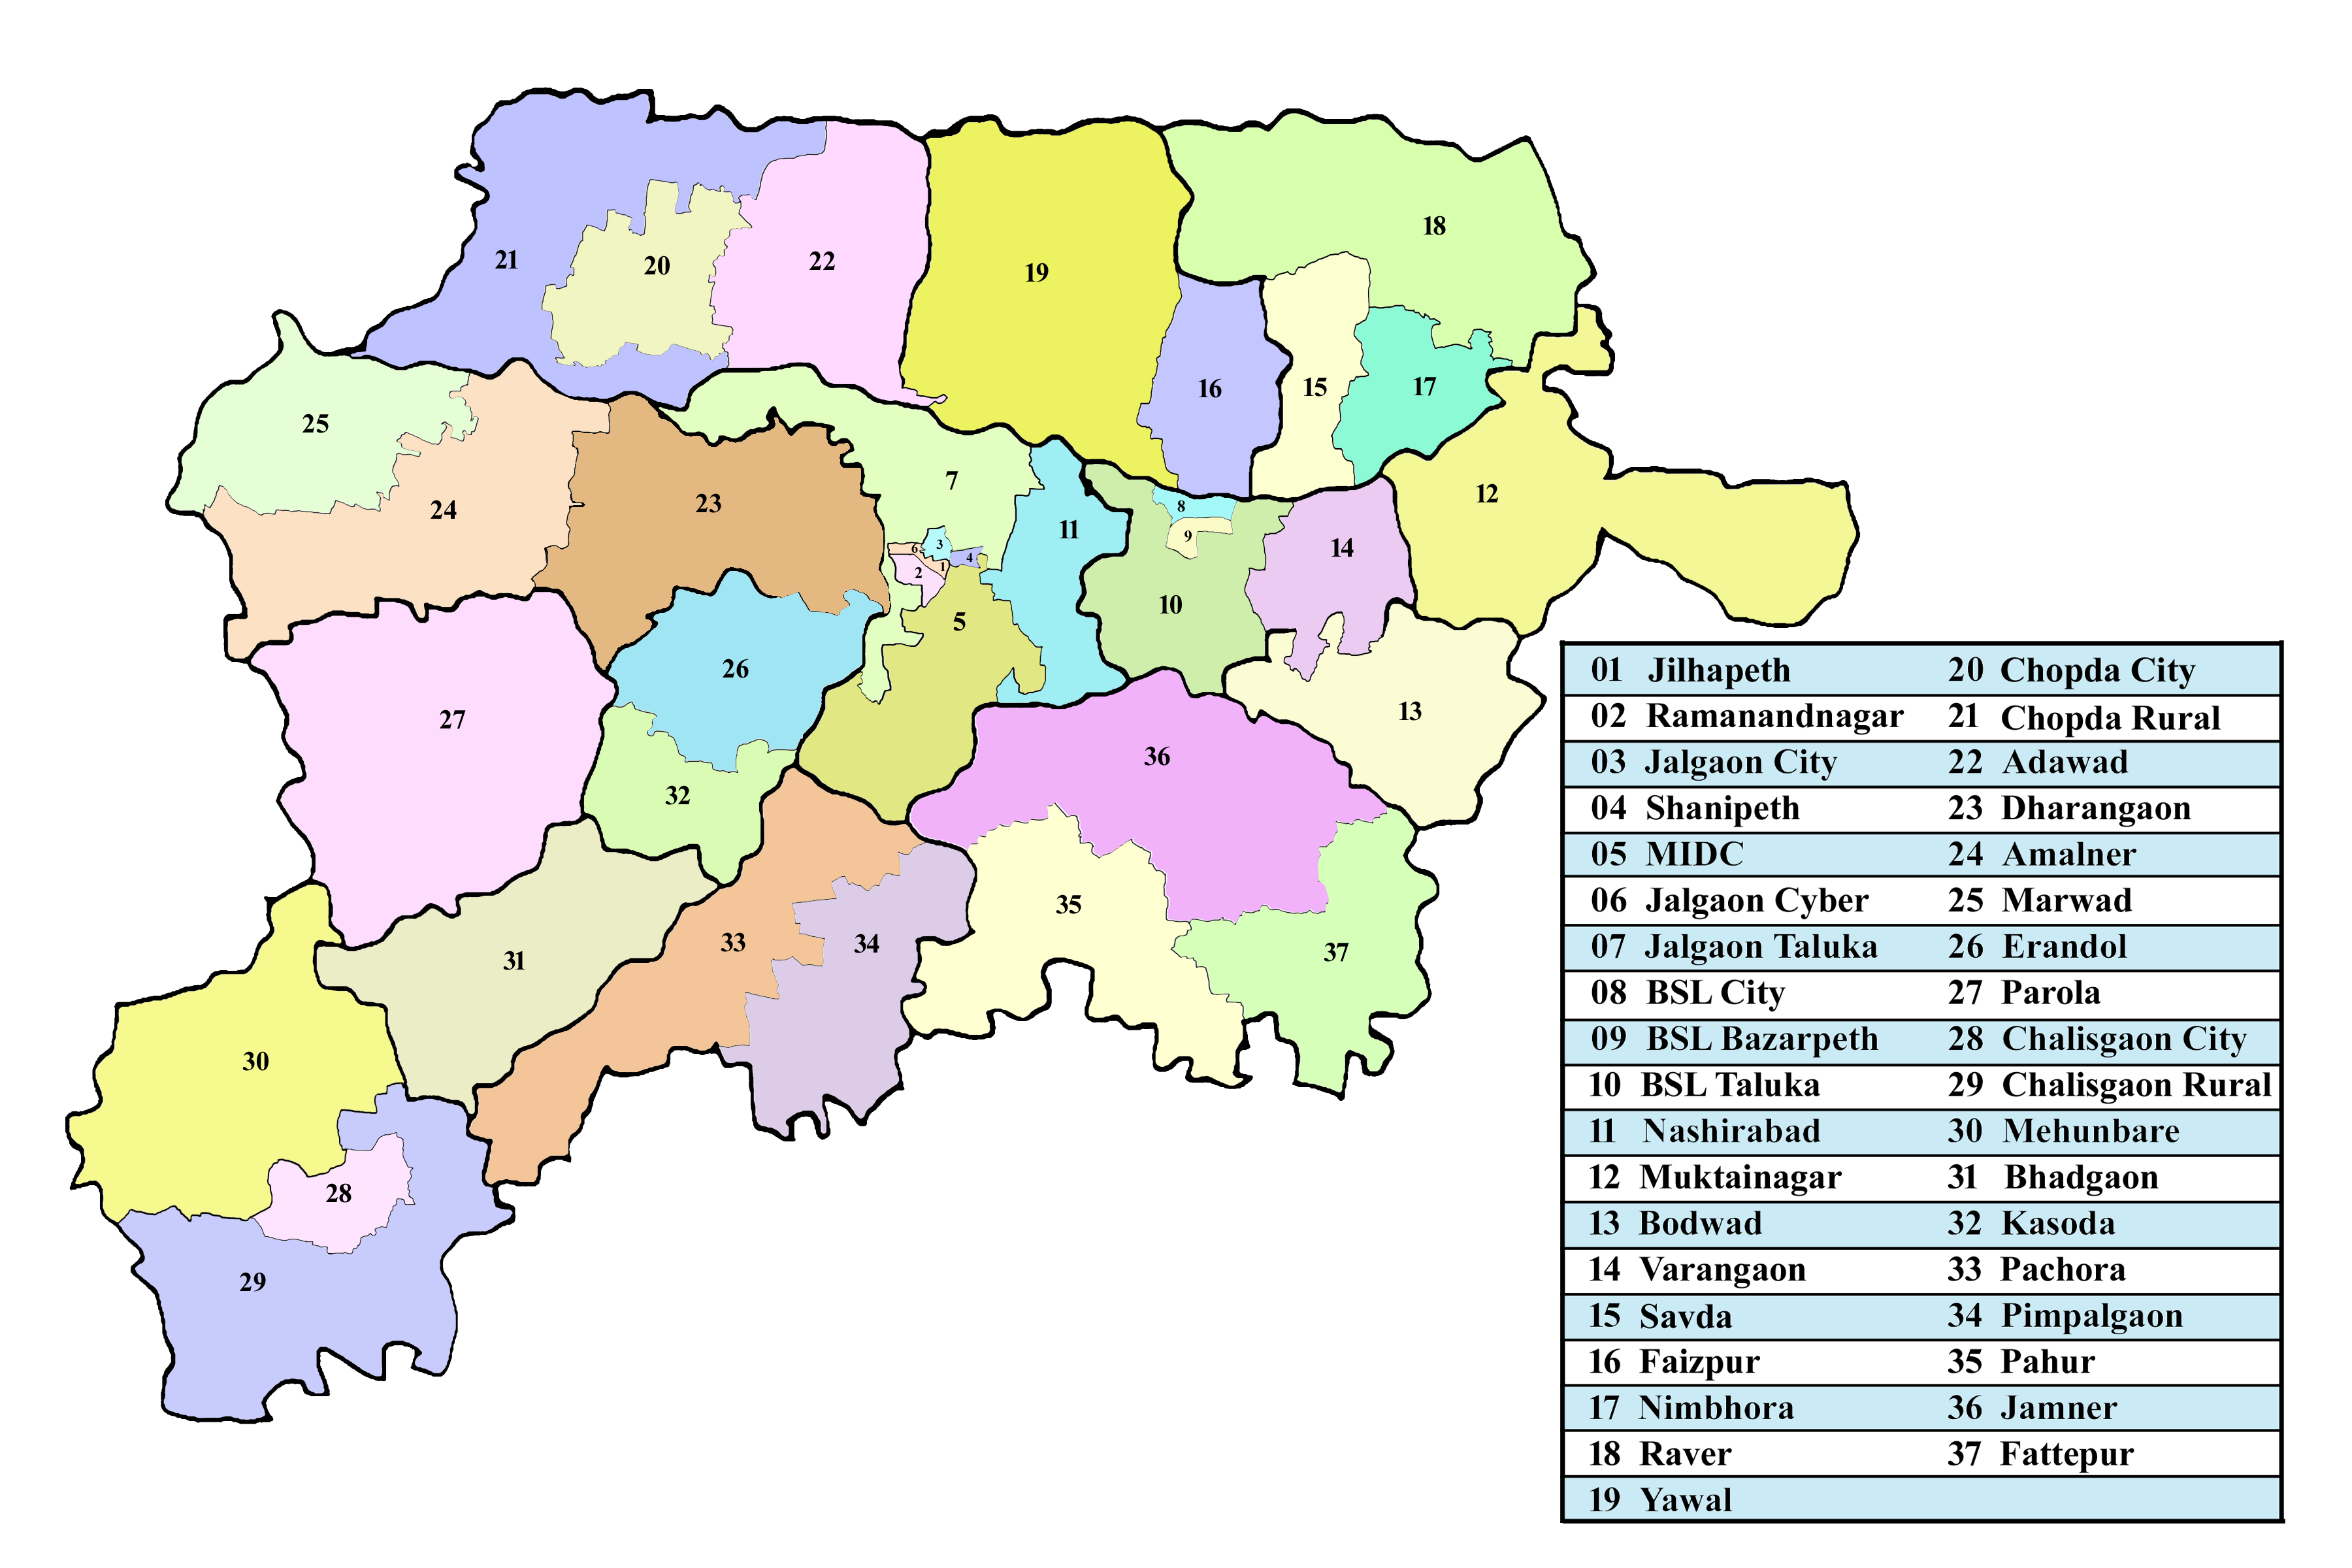 21
20
22
19
18
25
24
23
7
16
15
17
12
11
8
9
14
10
6
3
4
1
2
5
26
27
32
36
13
31
33
34
35
37
30
28
29
01 Jilhapeth 20 Chopda City
02 Ramanandnagar 21 Chopda Rural
03 Jalgaon City 22 Adawad
04 Shanipeth 23 Dharangaon
05 MIDC 24 Amalner
06 Jalgaon Cyber 25 Marwad
07 Jalgaon Taluka 26 Erandol
08 BSL City 27 Parola
09 BSL Bazarpeth 28 Chalisgaon City
10 BSL Taluka 29 Chalisgaon Rural
11 Nashirabad 30 Mehunbare
12 Muktainagar 31 Bhadgaon
13 Bodwad 32 Kasoda
14 Varangaon 33 Pachora
15 Savda 34 Pimpalgaon
16 Faizpur 35 Pahur
17 Nimbhora 36 Jamner
18 Raver 37 Fattepur
19 Yawal